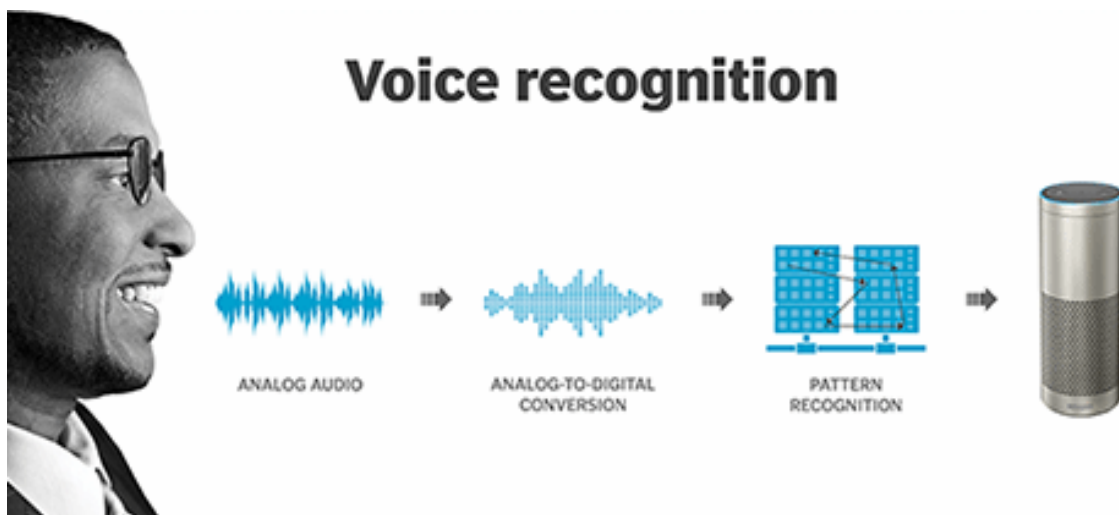 Voice recognition
ANALOG AUDIO
ANALOG-TO-DIGITAL
CONVERSION
PATTERN
RECOGNITION